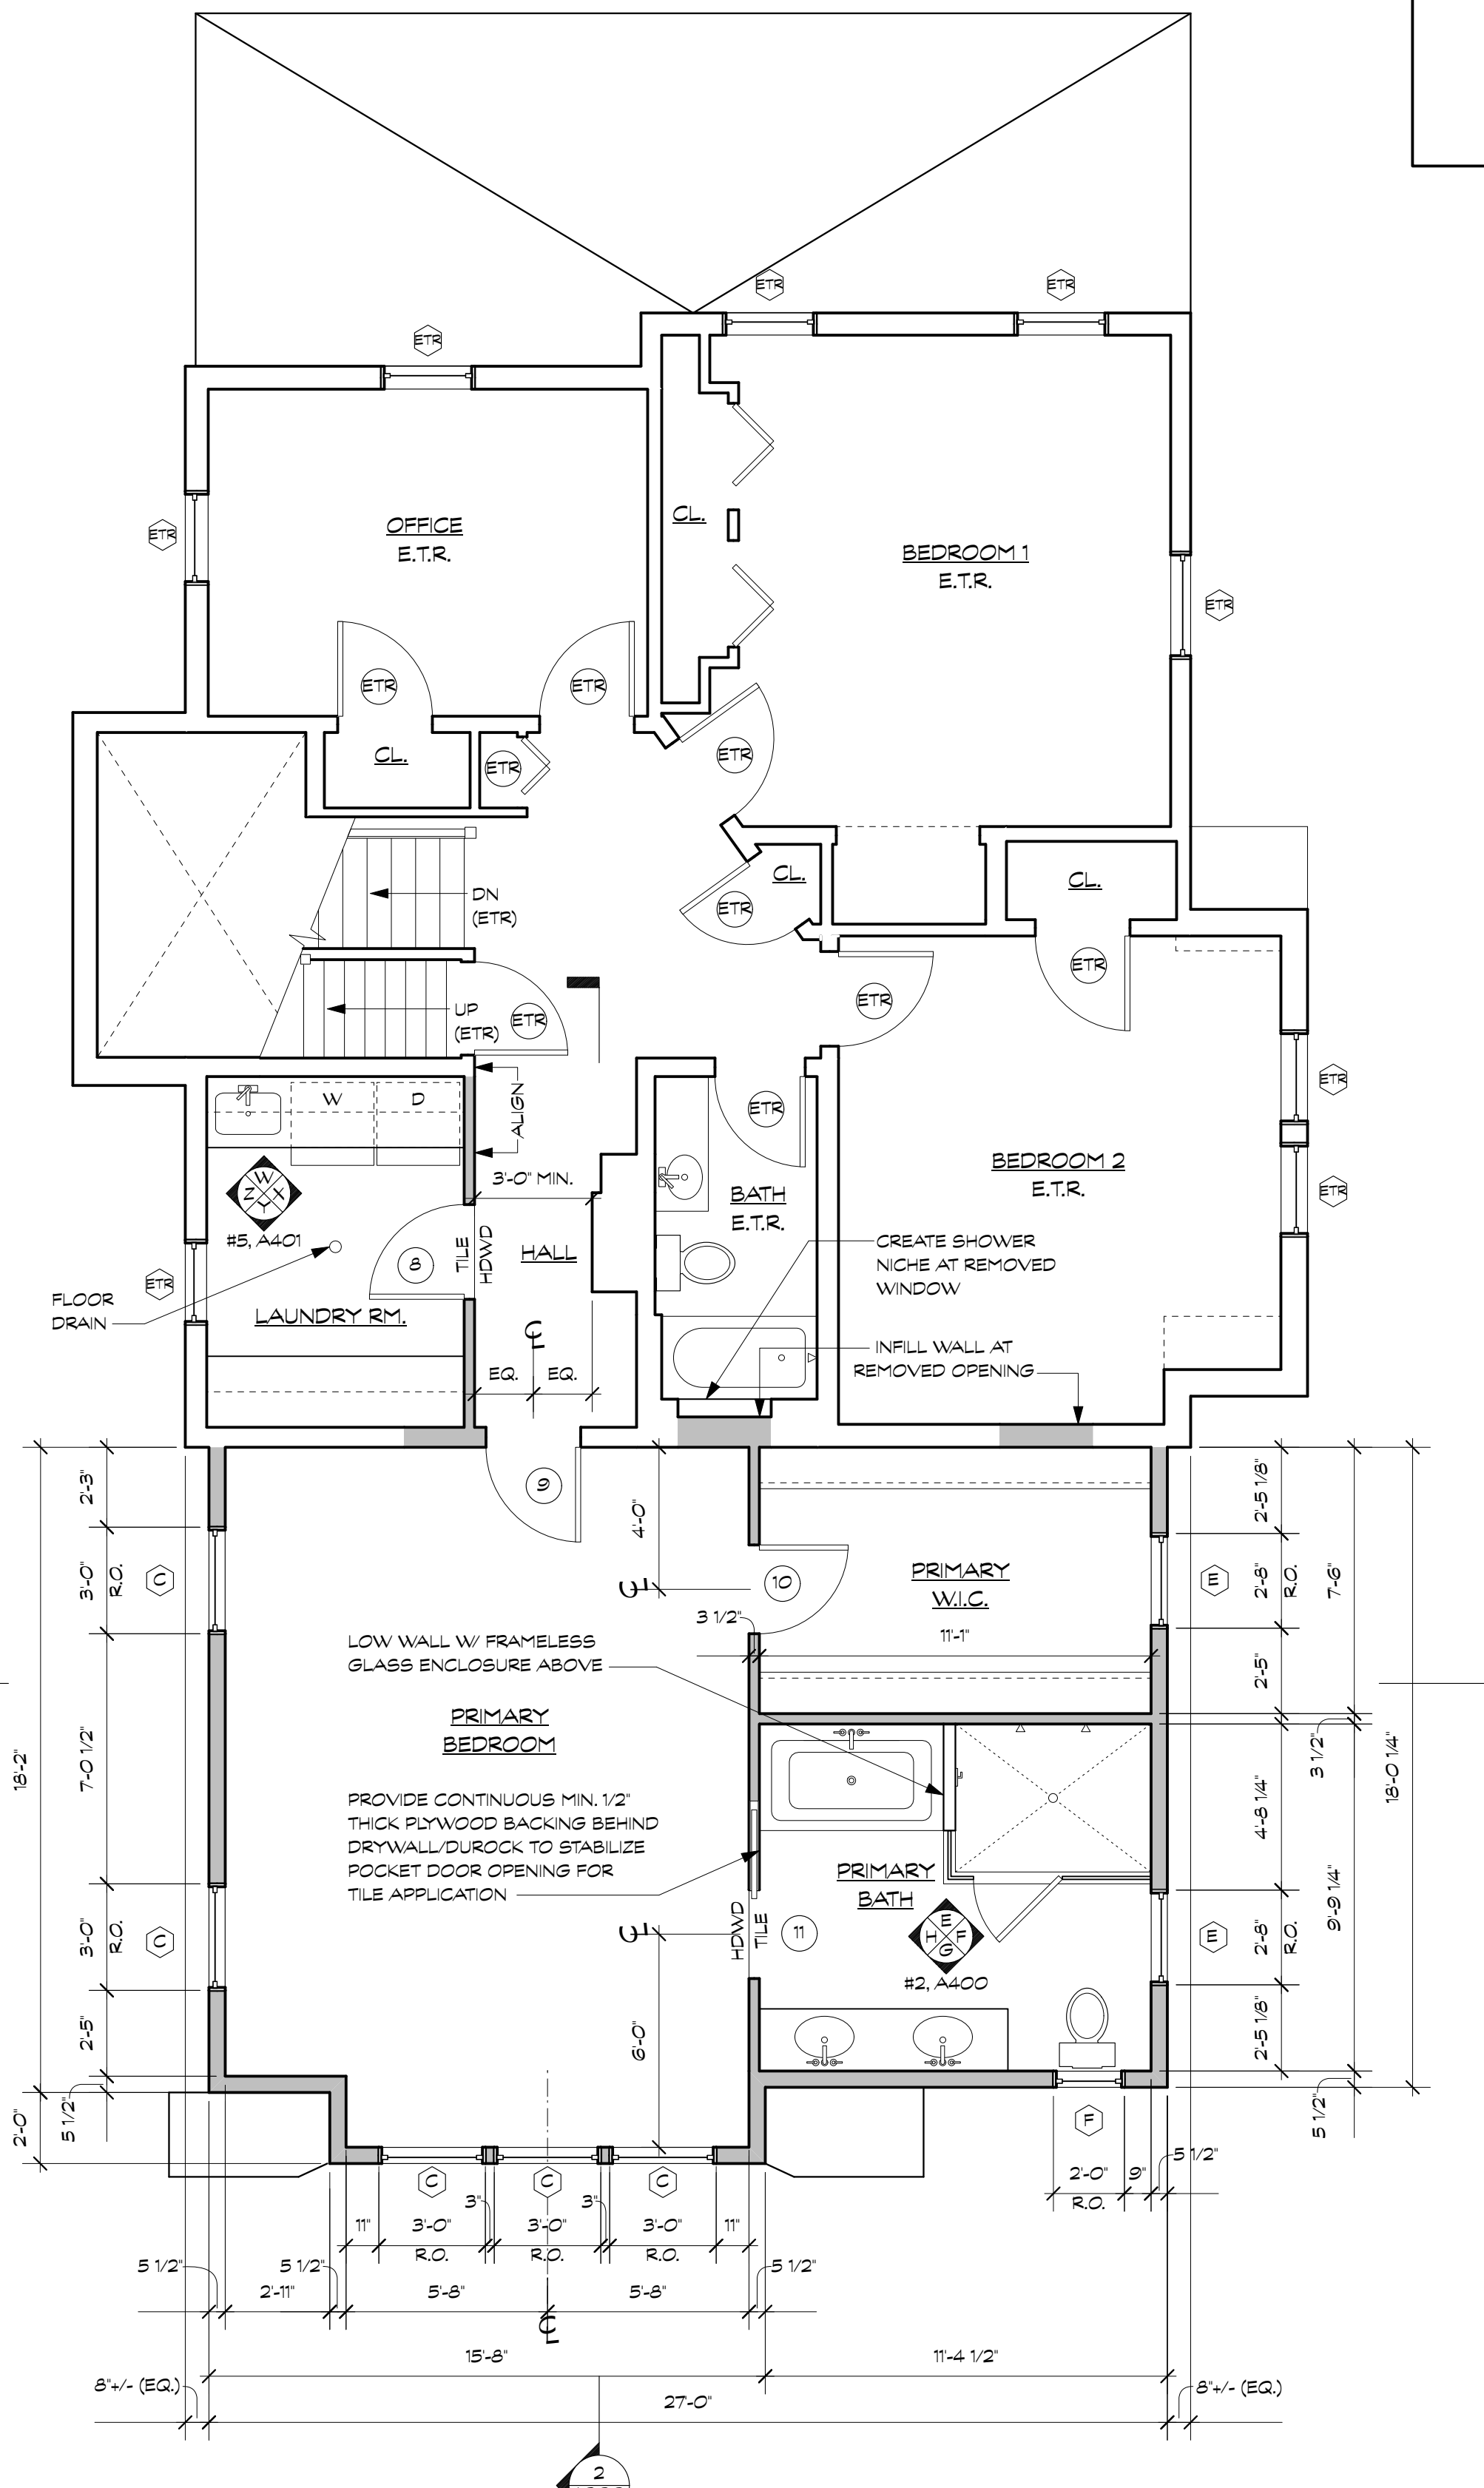 ETR
ETR
ETR
ETR
OFFICE
E.T.R.
CL.
BEDROOM 1
E.T.R.
ETR
ETR
ETR
CL.
ETR
ETR
CL.
CL.
ETR
DN
(ETR)
UP
(ETR)
ETR
ETR
ETR
ETR
W
D
ALIGN
ETR
3'-0" MIN.
BEDROOM 2
E.T.R.
ETR
W
Z
X
Y
#5, A401
BATH
E.T.R.
TILE
HDWD
HALL
8
CREATE SHOWER
NICHE AT REMOVED
WINDOW
ETR
FLOOR
DRAIN
LAUNDRY RM.
INFILL WALL AT
REMOVED OPENING
EQ.
EQ.
9
2'-3"
4'-0"
2'-5 1/8"
3'-0"
R.O.
C
10
PRIMARY
W.I.C.
E
2'-8"
R.O.
7'-6"
3 1/2"
11'-1"
LOW WALL W/ FRAMELESS
GLASS ENCLOSURE ABOVE
2'-5"
PRIMARY
BEDROOM
18'-2"
7'-0 1/2"
3 1/2"
18'-0 1/4"
PROVIDE CONTINUOUS MIN. 1/2"
THICK PLYWOOD BACKING BEHIND
DRYWALL/DUROCK TO STABILIZE
POCKET DOOR OPENING FOR
TILE APPLICATION
4'-8 1/4"
PRIMARY
BATH
3'-0"
R.O.
C
HDWD
TILE
11
E
H
F
G
#2, A400
E
2'-8"
R.O.
9'-9 1/4"
2'-5"
6'-0"
2'-5 1/8"
5 1/2"
2'-0"
5 1/2"
F
C
C
C
2'-0"
R.O.
9"
5 1/2"
3"
3"
11"
3'-0"
R.O.
3'-0"
R.O.
3'-0"
R.O.
11"
5 1/2"
5 1/2"
5 1/2"
2'-11"
5'-8"
5'-8"
15'-8"
11'-4 1/2"
8"+/- (EQ.)
27'-0"
8"+/- (EQ.)
2